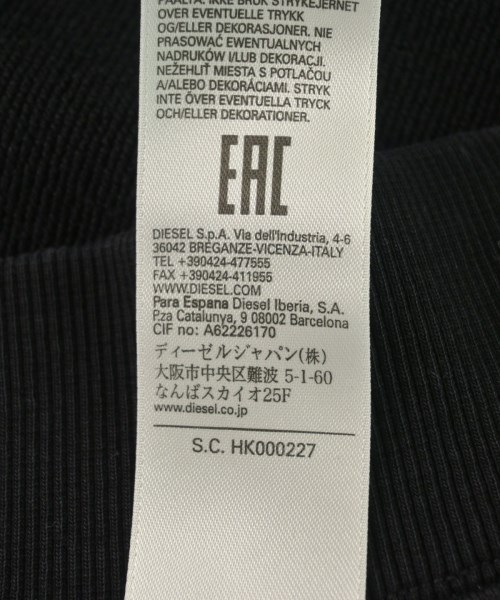 PÄÄLTÄ. IKKE BRUK STRYKEJERNET
OVER EVENTUELLE TRYKK
OG/ELLER DEKORASJONER. NIE
PRASOWAĆ EWENTUALNYCH
NADRUKÓW I/LUB DEKORACJI.
NEŽEHLIŤ MIESTA S POTLAČOU
A/ALEBO DEKORÁCIAMI. STRYK
INTE ÖVER EVENTUELLA TRYCK
OCH/ELLER DEKORATIONER.
EAC
DIESEL S.p.A. Via dell'Industria, 4-6
36042 BREGANZE-VICENZA-ITALY
TEL +390424-477555
FAX +390424-411955
WWW.DIESEL.COM
Para Espana Diesel Iberia, S.A.
P.za Catalunya, 9 08002 Barcelona
CIF no: A62226170
ディーゼルジャパン(株)
大阪市中央区難波 5-1-60
なんばスカイオ25F
www.diesel.co.jp
S.C. HK000227